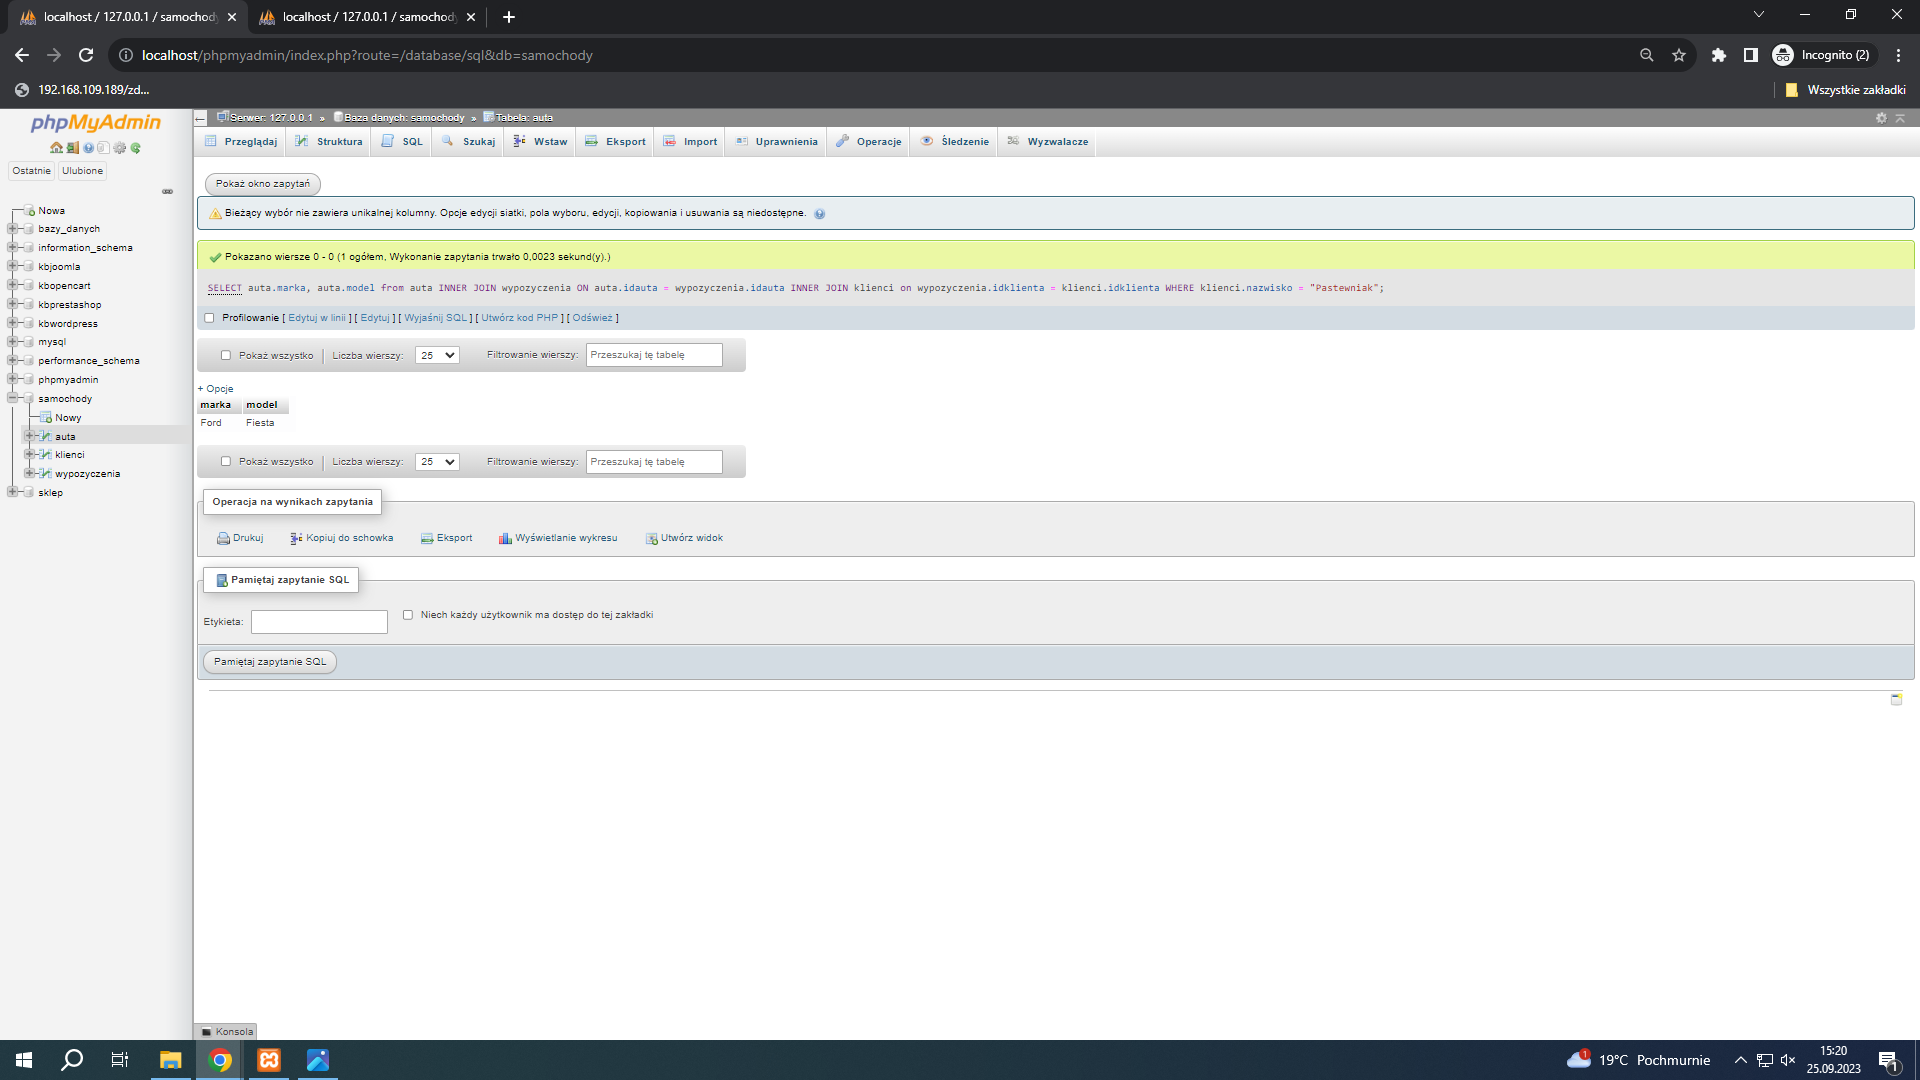 localhost / 127.0.0.1 / samochody
localhost / 127.0.0.1 / samochody
localhost/phpmyadmin/index.php?route=/database/sql&db=samochody
Incognito (2)
192.168.109.189/zd...
Wszystkie zakładki
phpMyAdmin
Ostatnie
Ulubione
Nowa
bazy_danych
information_schema
kbjoomla
kbopencart
kbprestashop
kbwordpress
mysql
performance_schema
phpmyadmin
samochody
Nowy
auta
klienci
wypozyczenia
sklep
Serwer: 127.0.0.1 » Baza danych: samochody » Tabela: auta
Przeglądaj
Struktura
SQL
Szukaj
Wstaw
Eksport
Import
Uprawnienia
Operacje
Śledzenie
Wyzwalacze
Pokaż okno zapytań
Bieżący wybór nie zawiera unikalnej kolumny. Opcje edycji siatki, pola wyboru, edycji, kopiowania i usuwania są niedostępne.
Pokazano wiersze 0 - 0 (1 ogółem, Wykonanie zapytania trwało 0,0023 sekund(y).)
SELECT auta.marka, auta.model from auta INNER JOIN wypozyczenia ON auta.idauta = wypozyczenia.idauta INNER JOIN klienci on wypozyczenia.idklienta = klienci.idklienta WHERE klienci.nazwisko = "Pastewniak";
Profilowanie [ Edytuj w linii ] [ Edytuj ] [ Wyjaśnij SQL ] [ Utwórz kod PHP ] [ Odśwież ]
Pokaż wszystko | Liczba wierszy: 25 Filtrowanie wierszy: Przeszukaj tę tabelę
+ Opcje
marka model
Ford Fiesta
Pokaż wszystko | Liczba wierszy: 25 Filtrowanie wierszy: Przeszukaj tę tabelę
Operacja na wynikach zapytania
Drukuj
Kopiuj do schowka
Eksport
Wyświetlanie wykresu
Utwórz widok
Pamiętaj zapytanie SQL
Etykieta:
Niech każdy użytkownik ma dostęp do tej zakładki
Pamiętaj zapytanie SQL
Konsola
1
19°C Pochmurnie
15:20
25.09.2023
1